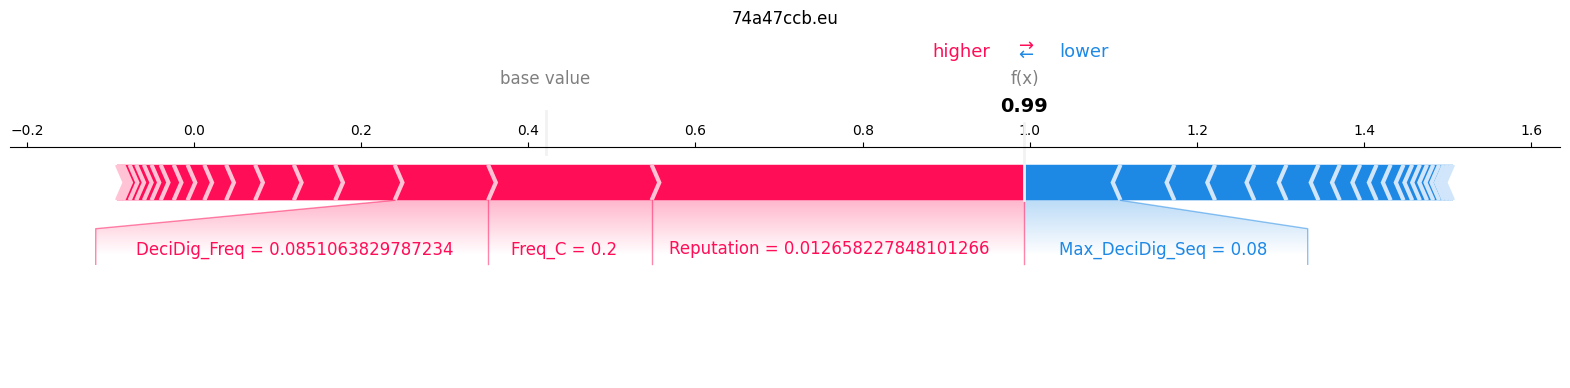 74a47ccb.eu
higher ⇄ lower
base value f(x)
0.99
−0.2 0.0 0.2 0.4 0.6 0.8 1.0 1.2 1.4 1.6
DeciDig_Freq = 0.0851063829787234 Freq_C = 0.2 Reputation = 0.012658227848101266 Max_DeciDig_Seq = 0.08